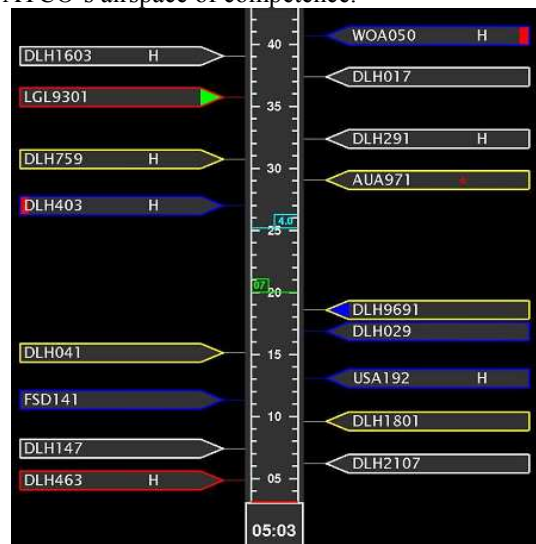 ATCO's airspace of competence.
WOA050 H
40
DLH1603 H
DLH017
LGL9301
35
DLH291 H
DLH759 H
30
AUA971
DLH403 H
4.0
25
07
20
DLH9691
DLH029
DLH041
15
USA192 H
FSD141
10
DLH1801
DLH147
DLH2107
DLH463 H
05
05:03